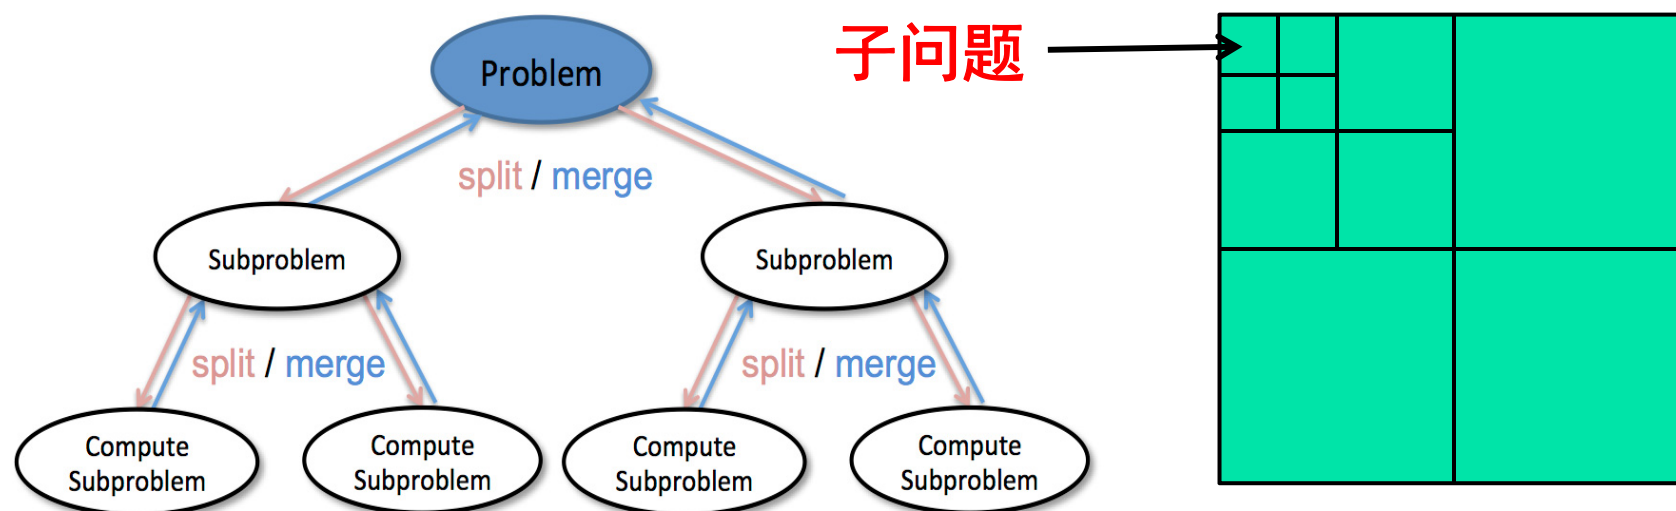 Problem
子问题
split / merge
Subproblem
Subproblem
split / merge
split / merge
Compute
Subproblem
Compute
Subproblem
Compute
Subproblem
Compute
Subproblem